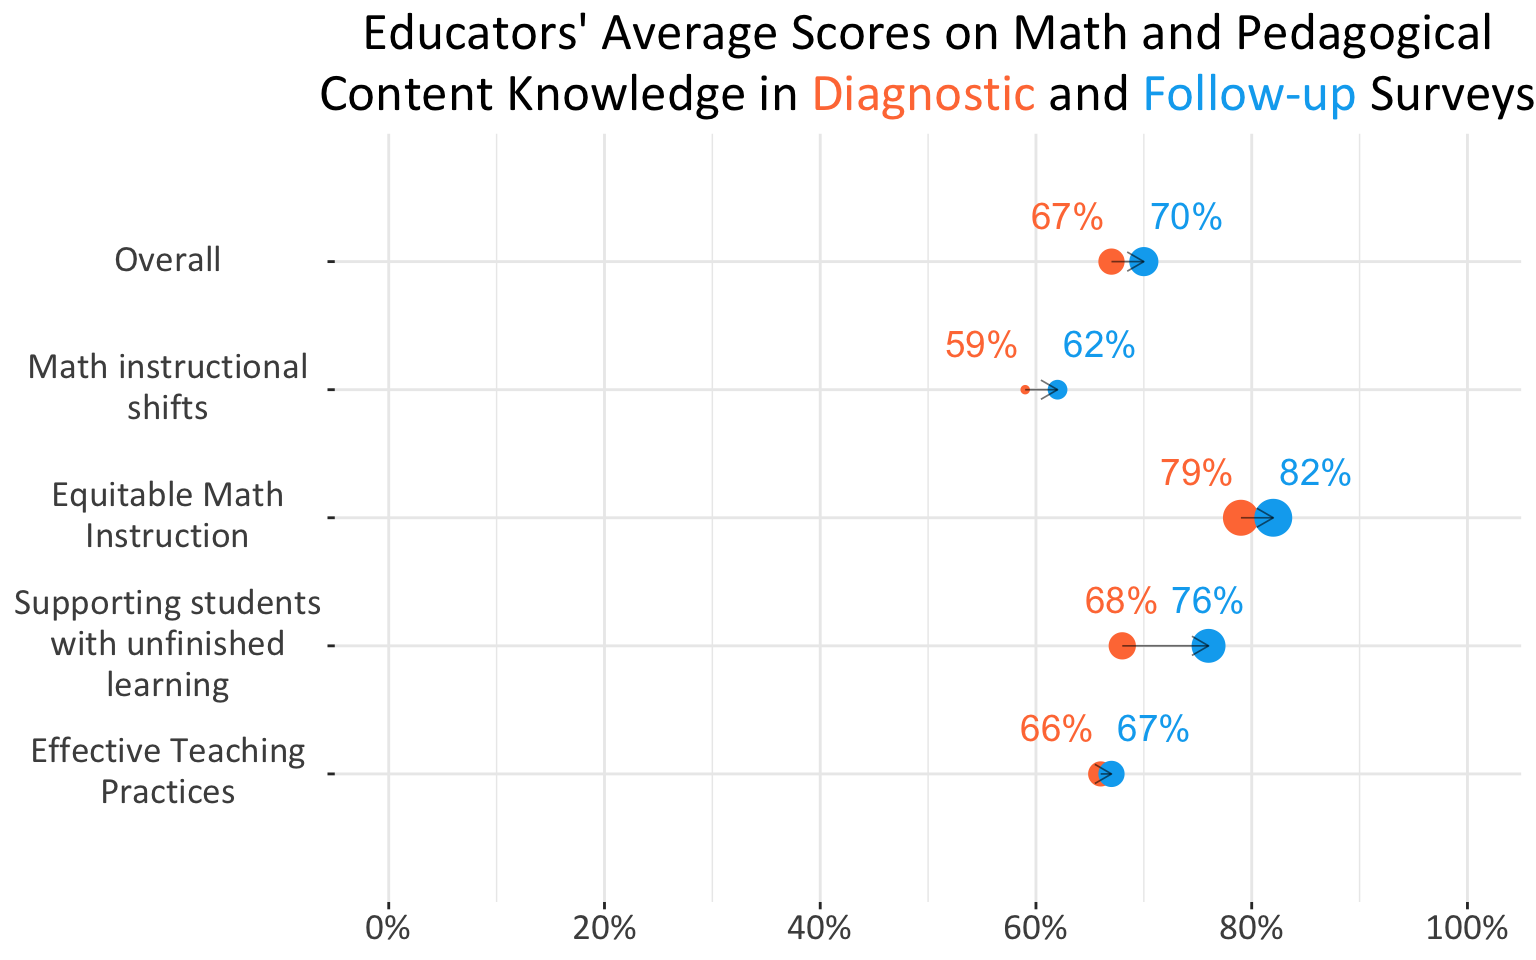 Educators' Average Scores on Math and Pedagogical
Content Knowledge in Diagnostic and Follow-up Surveys
67% 70%
Overall
59% 62%
Math instructional
shifts
79% 82%
Equitable Math
Instruction
68% 76%
Supporting students
with unfinished
learning
66% 67%
Effective Teaching
Practices
0% 20% 40% 60% 80% 100%